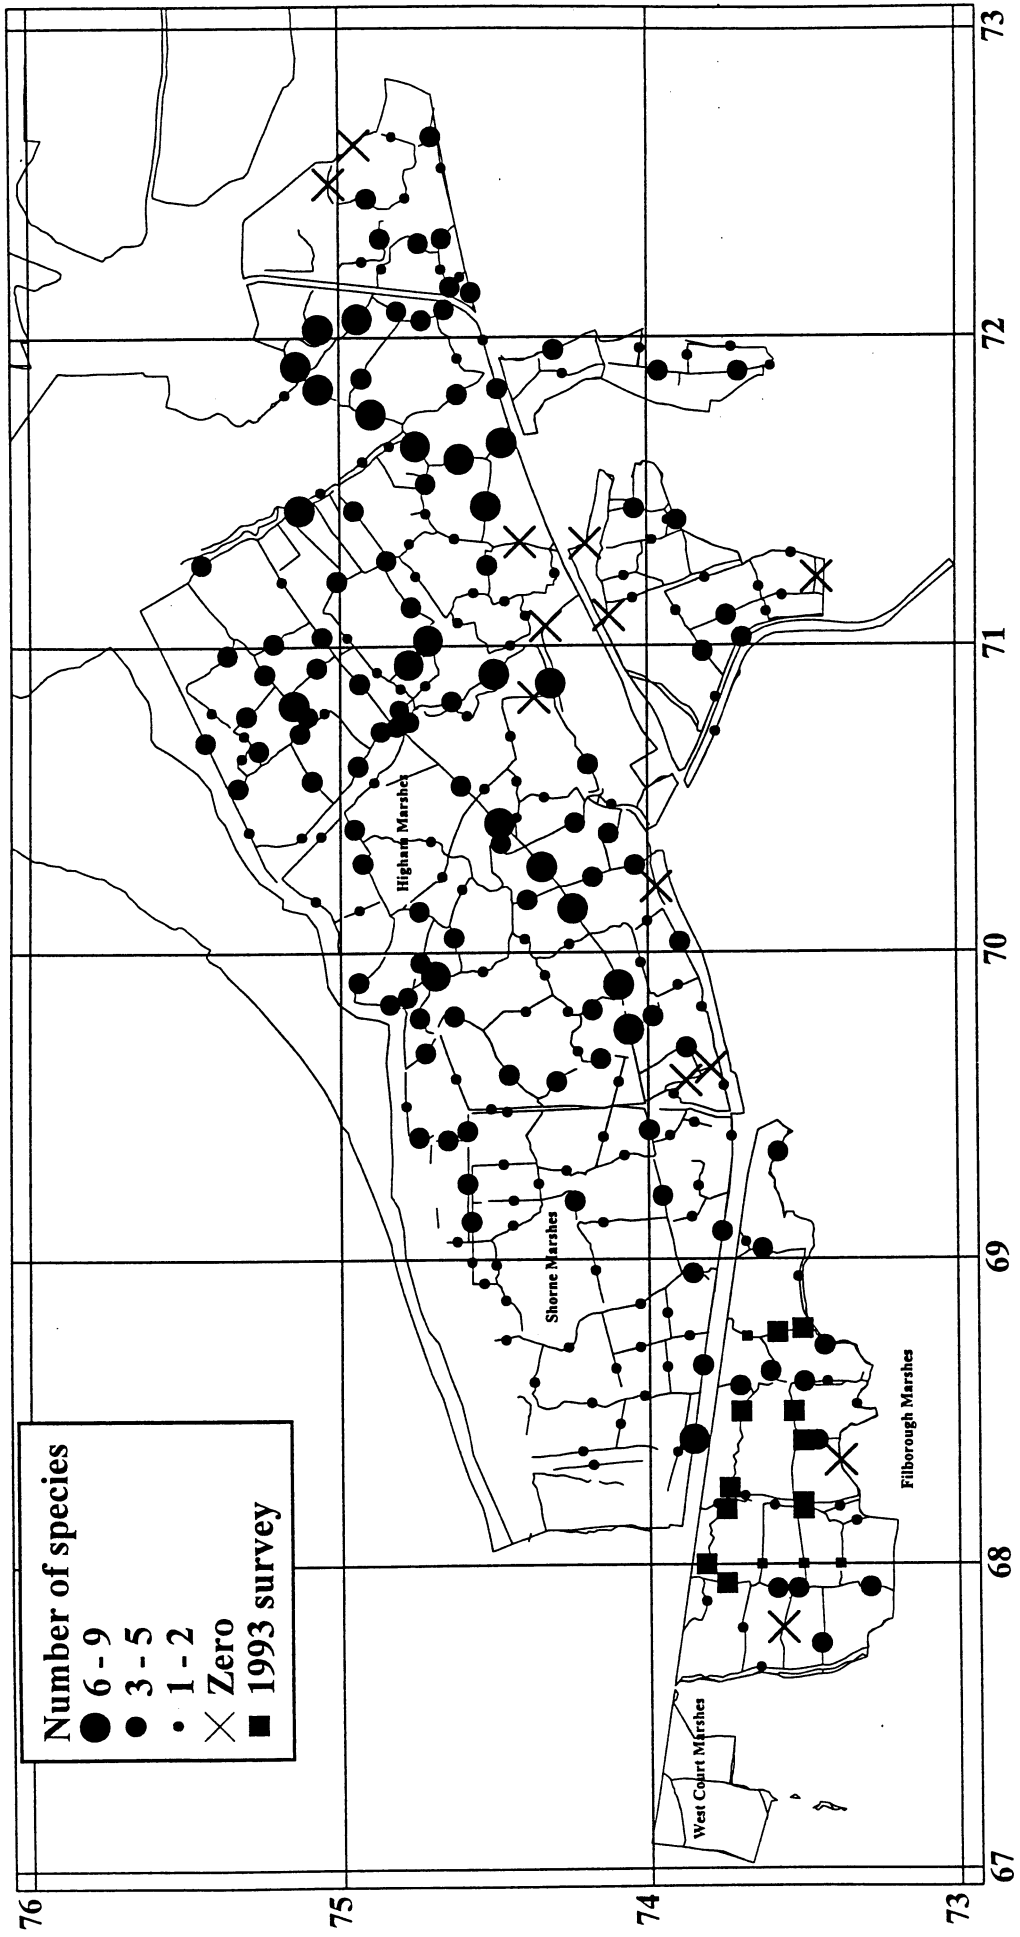 Number of species
6 - 9
3 - 5
1 - 2
Zero
1993 survey
76
75
74
73
67
68
69
70
71
72
73
Higham Marshes
Shorne Marshes
Filborough Marshes
West Court Marshes